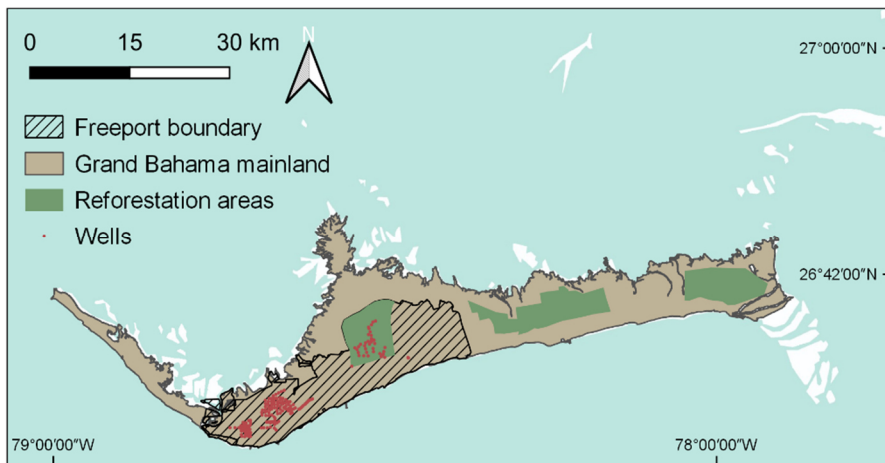 0 15 30 km
N
27°00′00″N
Freeport boundary
Grand Bahama mainland
Reforestation areas
Wells
26°42′00″N
79°00′00″W
78°00′00″W